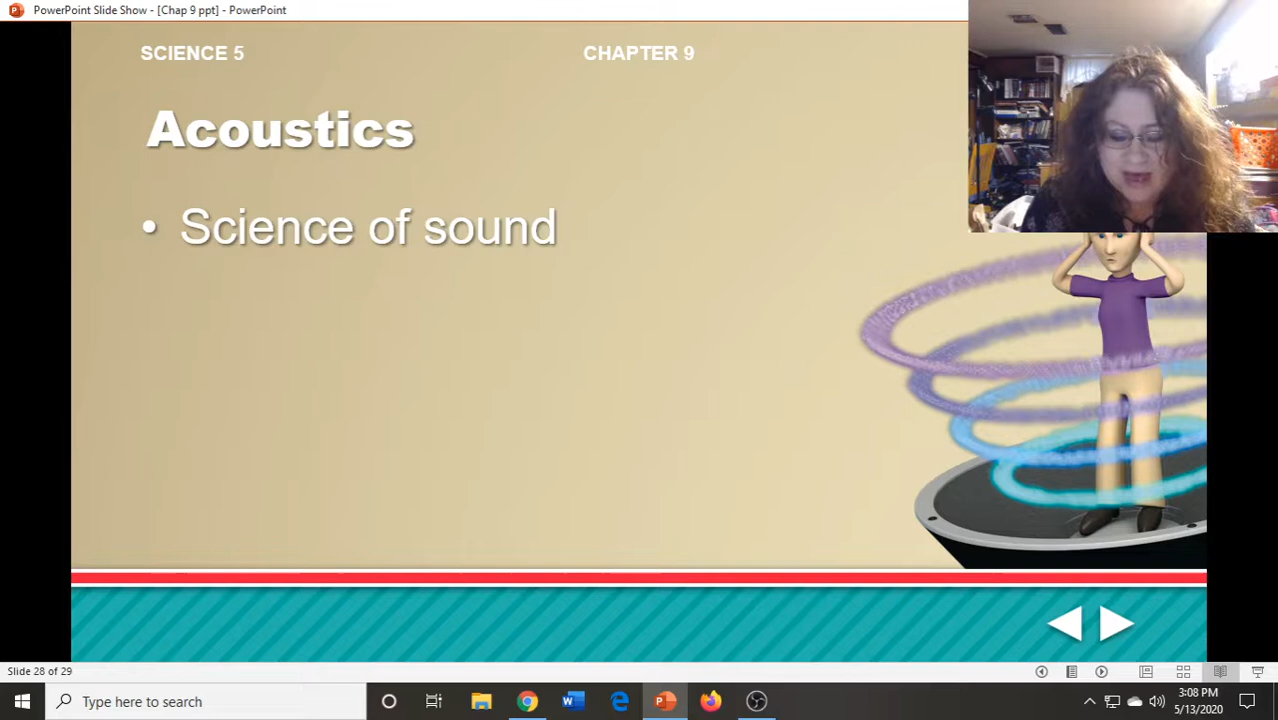 PowerPoint Slide Show - [Chap 9 ppt] - PowerPoint
SCIENCE 5 CHAPTER 9
Acoustics
• Science of sound
Slide 28 of 29
Type here to search
3:08 PM
5/13/2020